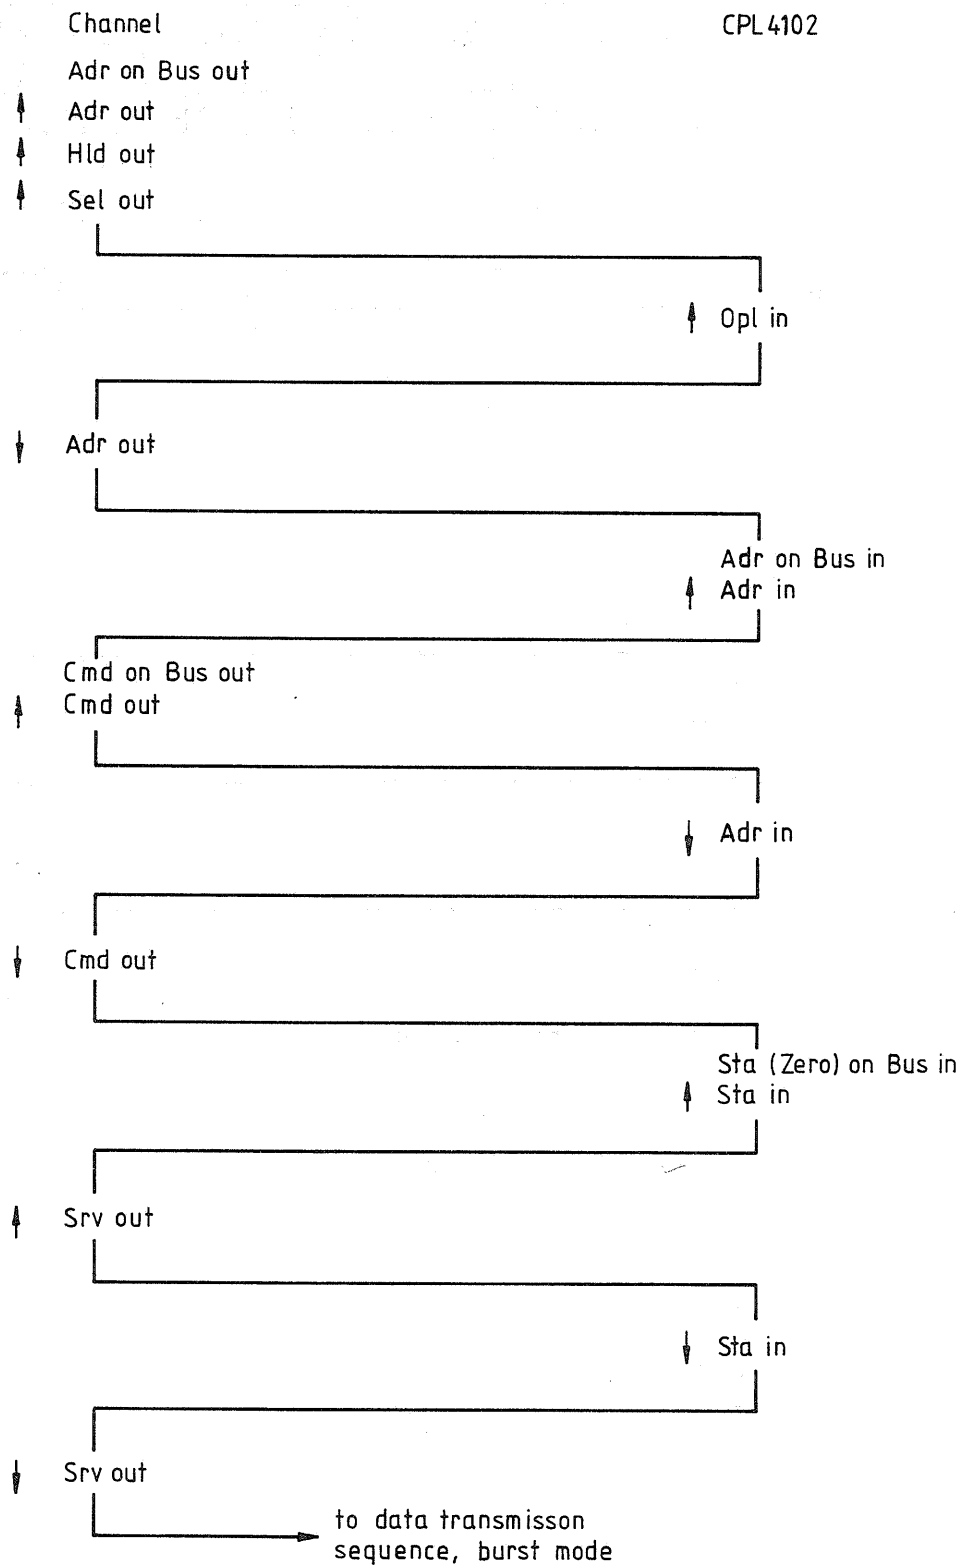 Channel CPL4102
Adr on Bus out
Adr out
Hld out
Sel out
Opl in
Adr out
Adr on Bus in
Adr in
Cmd on Bus out
Cmd out
Adr in
Cmd out
Sta (Zero) on Bus in
Sta in
Srv out
Sta in
Srv out
to data transmisson
sequence, burst mode